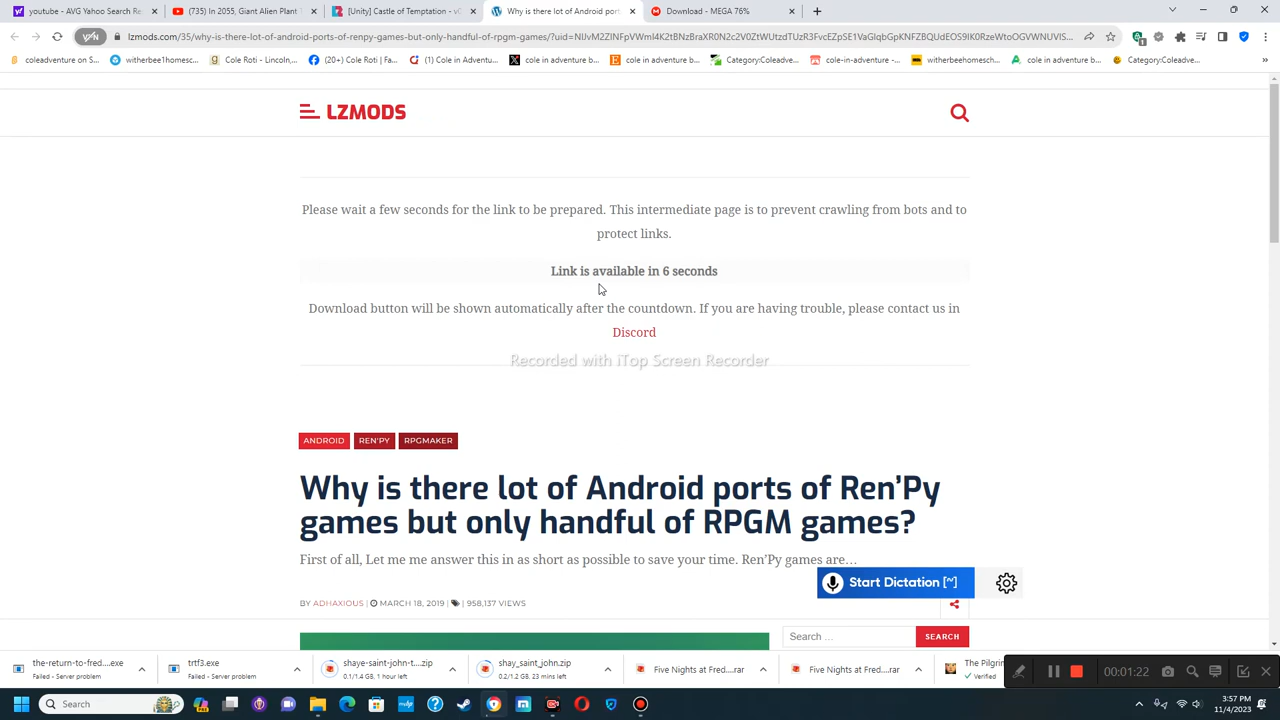 youtube - AVG Yahoo Search Res
(735) In 2055, Giant Alien Plant T
[Unity] Castle of Temptation - v0
Why is there lot of Android port
Download - MEGA 76%
lzmods.com/35/why-is-there-lot-of-android-ports-of-renpy-games-but-only-handful-of-rpgm-games/
coleadventure on S...
witherbee1homesch...
Cole Roti - Lincoln,...
(20+) Cole Roti | Fa...
(1) Cole in Adventu...
cole in adventure b...
cole in adventure b...
Category:Coleadve...
cole-in-adventure -...
witherbeehomesch...
cole in adventure b...
Category:Coleadve...
»
LZMODS
Please wait a few seconds for the link to be prepared. This intermediate page is to prevent crawling from bots and to
protect links.
Link is available in 6 seconds
Download button will be shown automatically after the countdown. If you are having trouble, please contact us in
Discord
Recorded with iTop Screen Recorder
ANDROID REN'PY RPGMAKER
Why is there lot of Android ports of Ren'Py
games but only handful of RPGM games?
First of all, Let me me answer this in as short as possible to save your time. Ren'Py games are…
Start Dictation [~]
BY ADHAXIOUS | MARCH 18, 2019 | 958,137 VIEWS
Search …
SEARCH
the-return-to-fred....exe
Failed - Server problem
trtf3.exe
Failed - Server problem
shaye-saint-john-t....zip
0.1/1.4 GB, 1 hour left
shay_saint_john.zip
0.2/1.2 GB, 23 mins left
Five Nights at Fred....rar
Five Nights at Fred....rar
The Pilgrim
Verified
00:01:22
Search
3:57 PM
11/4/2023